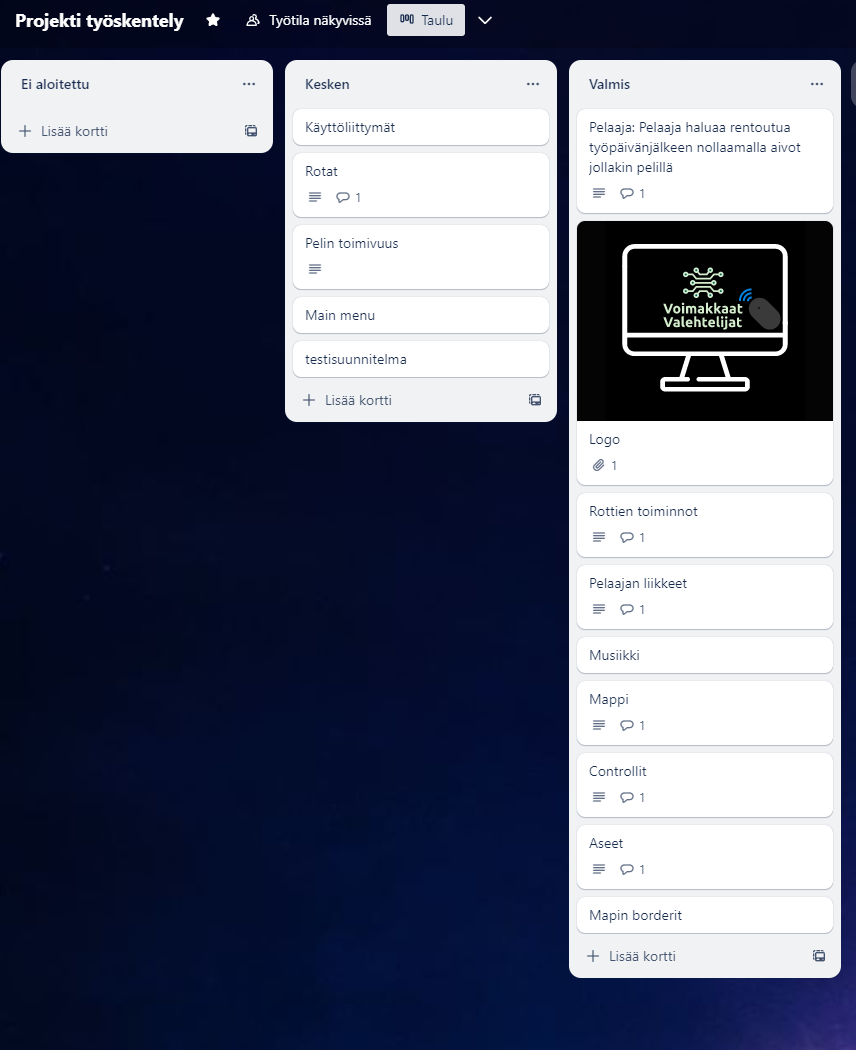 Projekti työskentely
Työtila näkyvissä
Taulu
Ei aloitettu
Lisää kortti
Kesken
Käyttöliittymät
Rotat
1
Pelin toimivuus
Main menu
testisuunnitelma
Lisää kortti
Valmis
Pelaaja: Pelaaja haluaa rentoutua
työpäivänjälkeen nollaamalla aivot
jollakin pelillä
1
Voimakkaat
Valehtelijat
Logo
1
Rottien toiminnot
1
Pelaajan liikkeet
1
Musiikki
Mappi
1
Controllit
1
Aseet
1
Mapin borderit
Lisää kortti